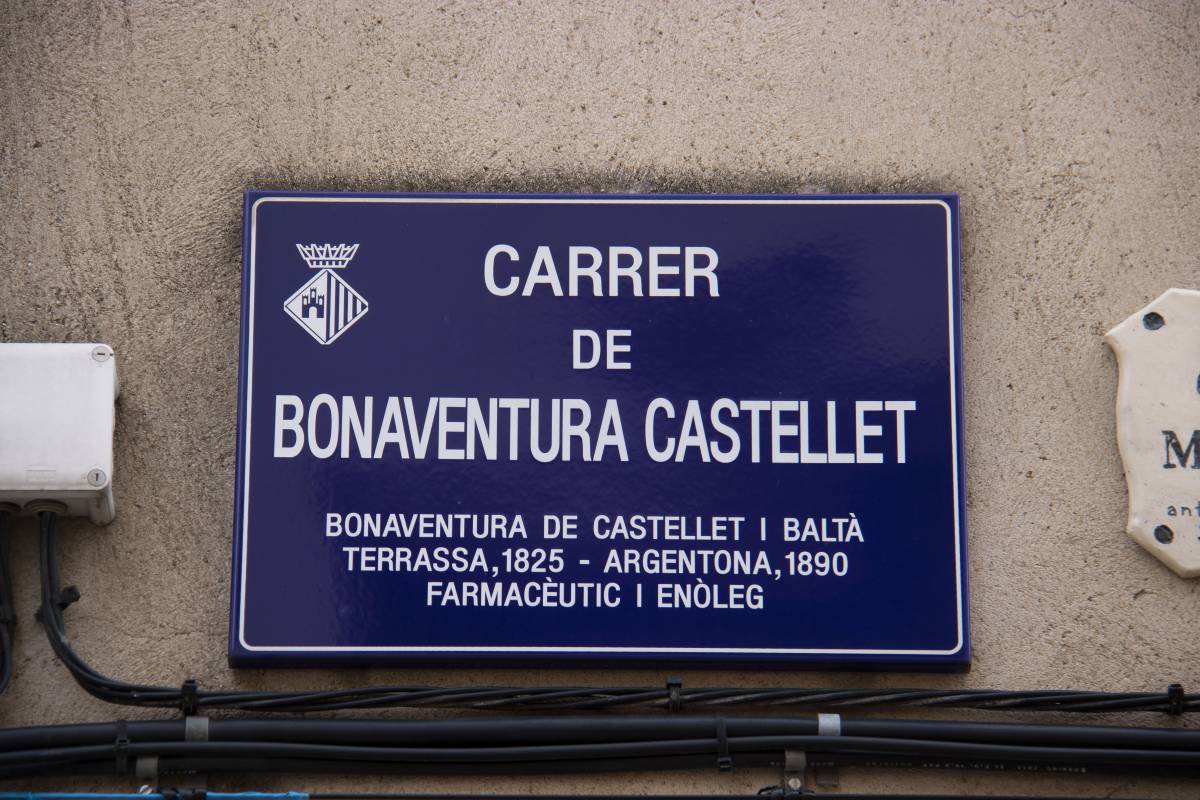 CARRER
DE
BONAVENTURA CASTELLET
BONAVENTURA DE CASTELLET I BALTÀ
TERRASSA, 1825 - ARGENTONA, 1890
FARMACÈUTIC I ENÒLEG